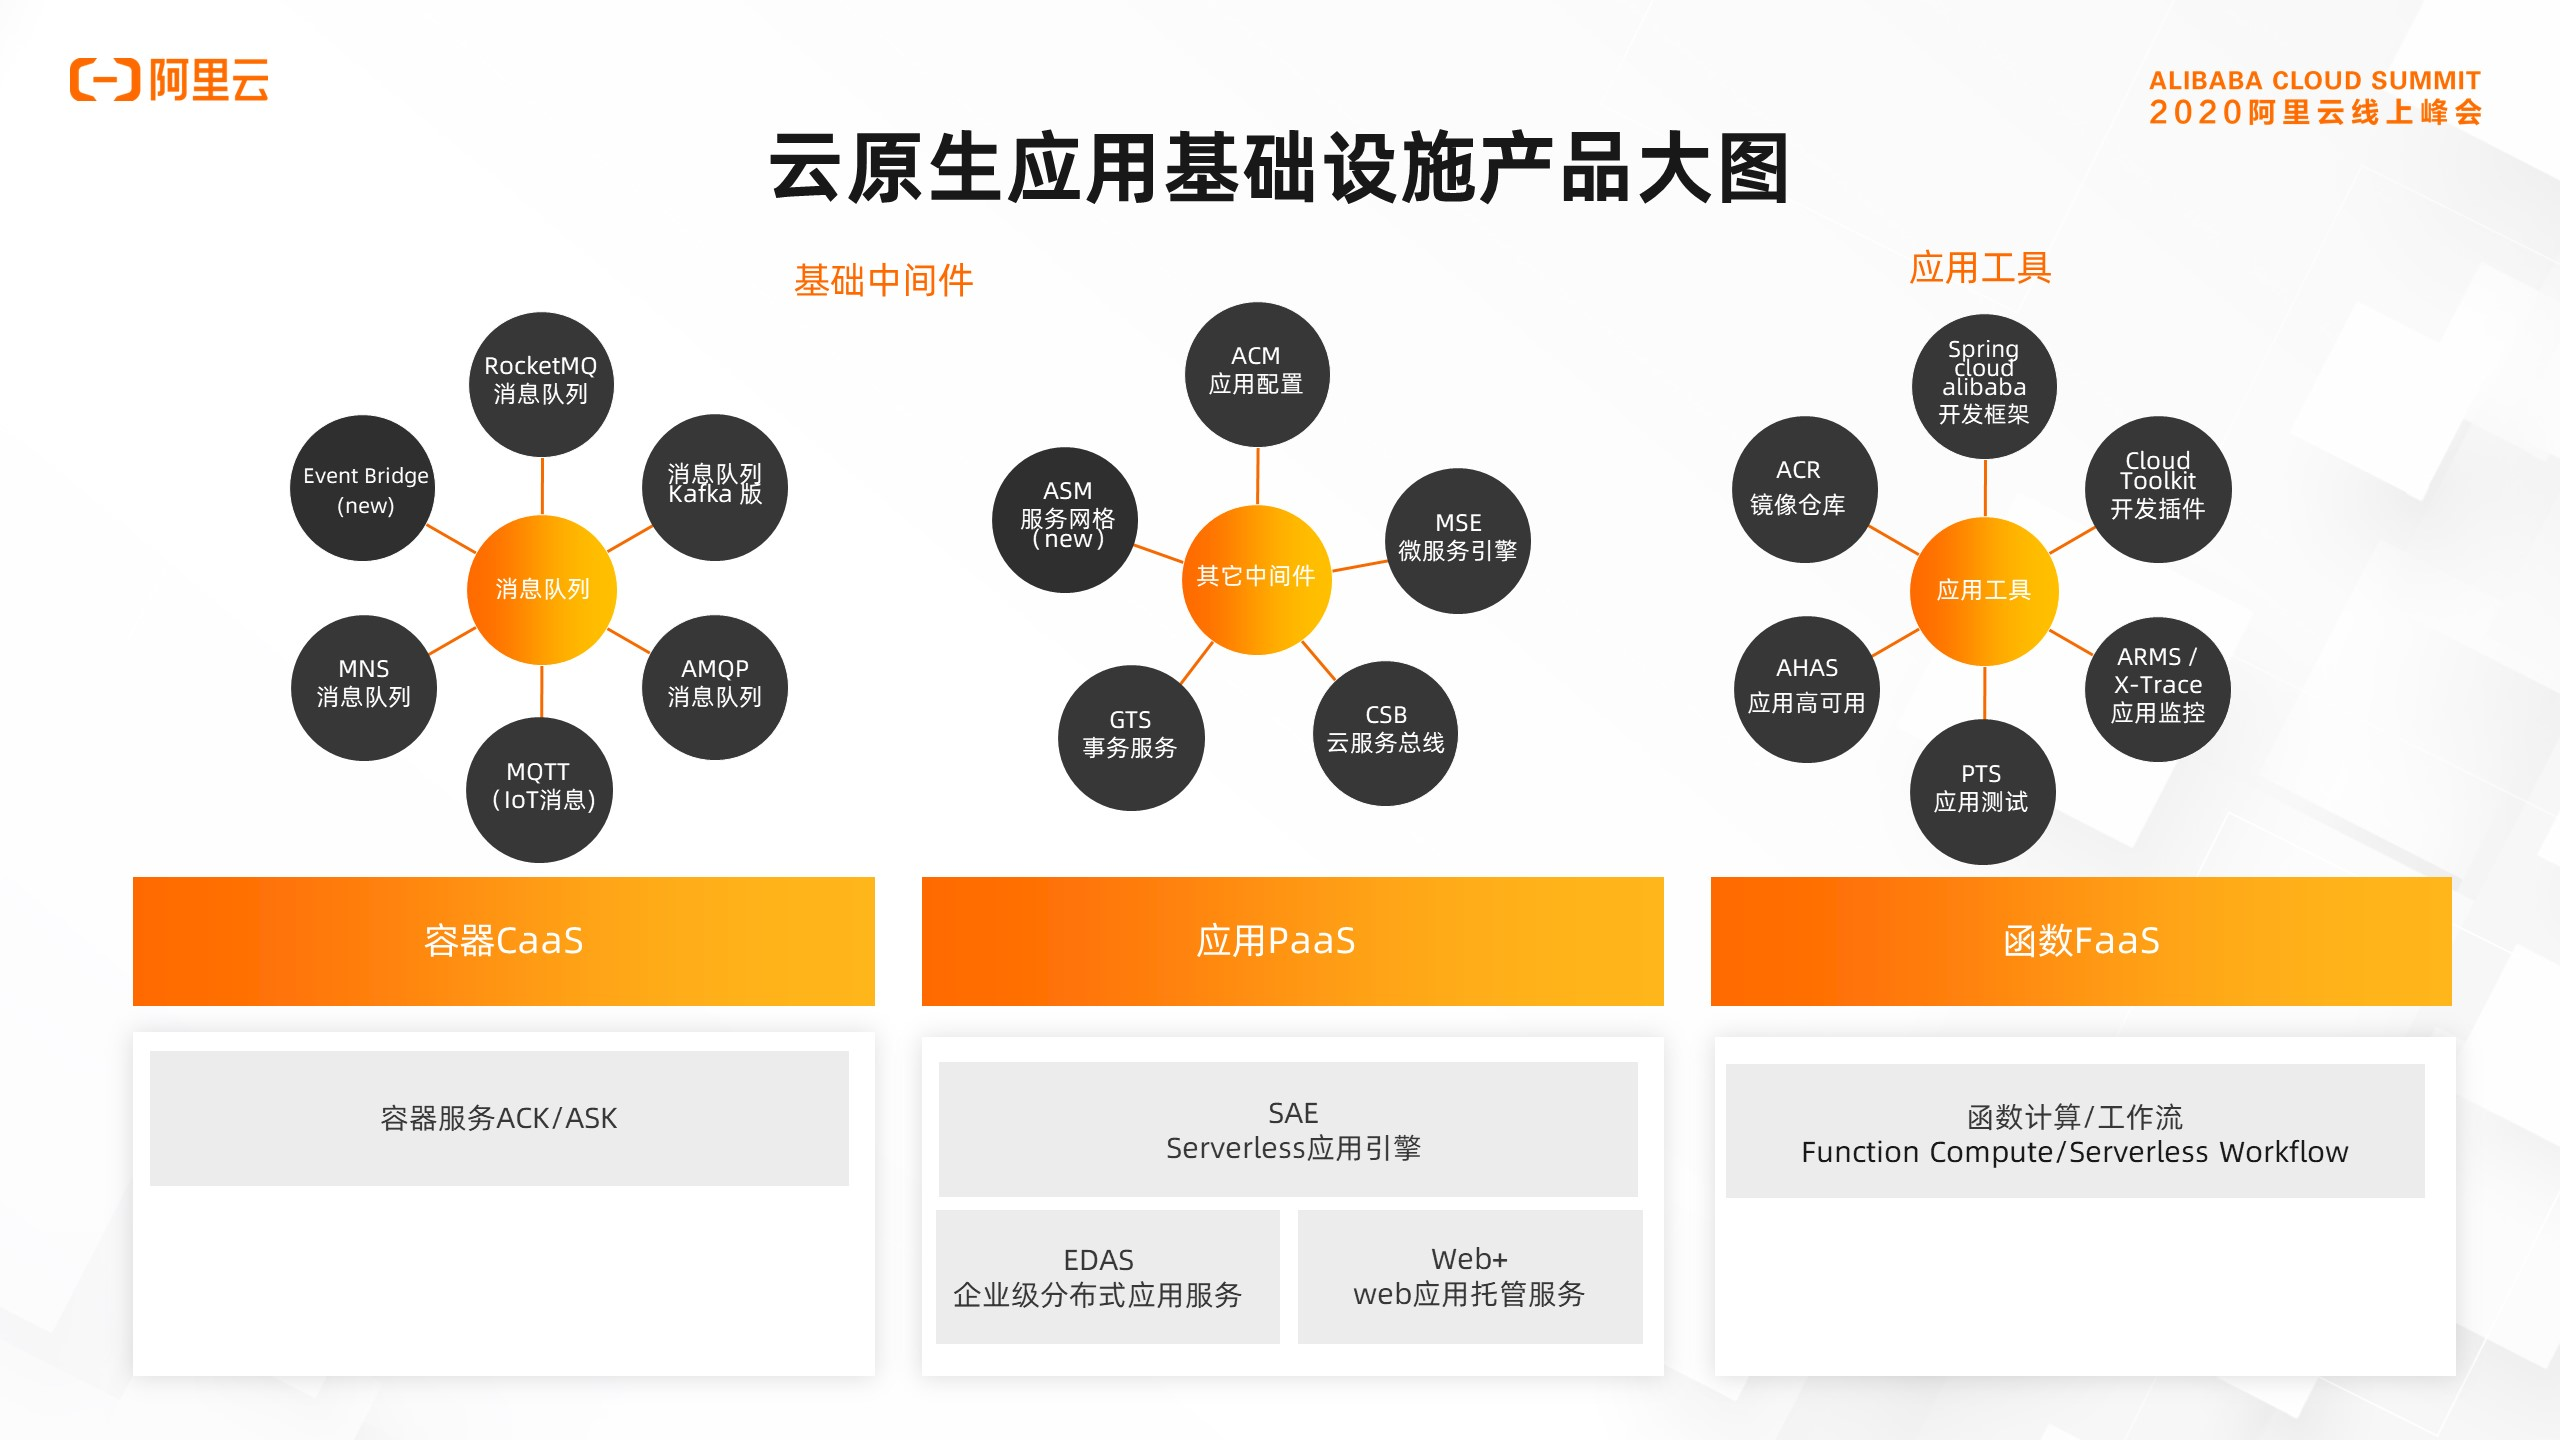 阿里云
ALIBABA CLOUD SUMMIT
2020阿里云线上峰会
云原生应用基础设施产品大图
基础中间件
应用工具
RocketMQ
消息队列
Event Bridge
(new)
消息队列
Kafka 版
消息队列
MNS
消息队列
AMQP
消息队列
MQTT
（IoT消息)
ACM
应用配置
ASM
服务网格
（new）
MSE
微服务引擎
其它中间件
GTS
事务服务
CSB
云服务总线
Spring
cloud
alibaba
开发框架
ACR
镜像仓库
Cloud
Toolkit
开发插件
应用工具
AHAS
应用高可用
ARMS /
X-Trace
应用监控
PTS
应用测试
容器CaaS
应用PaaS
函数FaaS
容器服务ACK/ASK
SAE
Serverless应用引擎
EDAS
企业级分布式应用服务
Web+
web应用托管服务
函数计算/工作流
Function Compute/Serverless Workflow